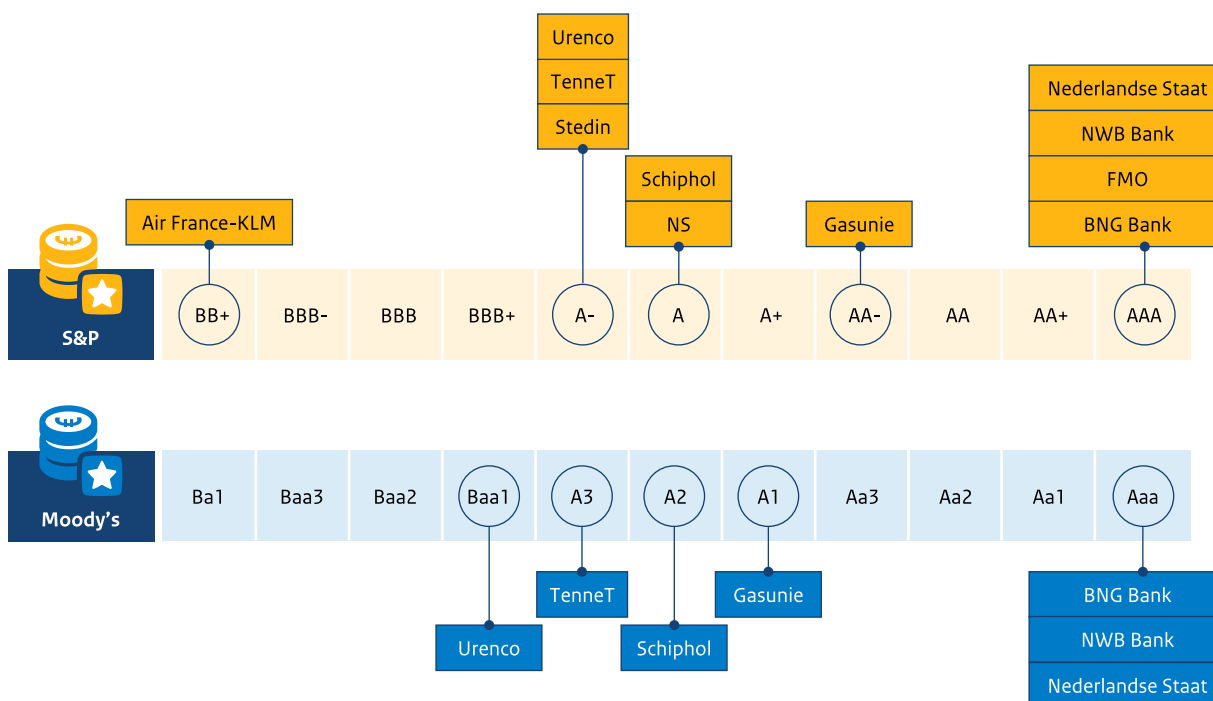 Urenco
TenneT
Stedin
Nederlandse Staat
NWB Bank
FMO
BNG Bank
Schiphol
NS
Air France-KLM
Gasunie
S&P
BB+ BBB- BBB BBB+ A- A A+ AA- AA AA+ AAA
Moody's
Ba1 Baa3 Baa2 Baa1 A3 A2 A1 Aa3 Aa2 Aa1 Aaa
TenneT
Gasunie
Urenco
Schiphol
BNG Bank
NWB Bank
Nederlandse Staat